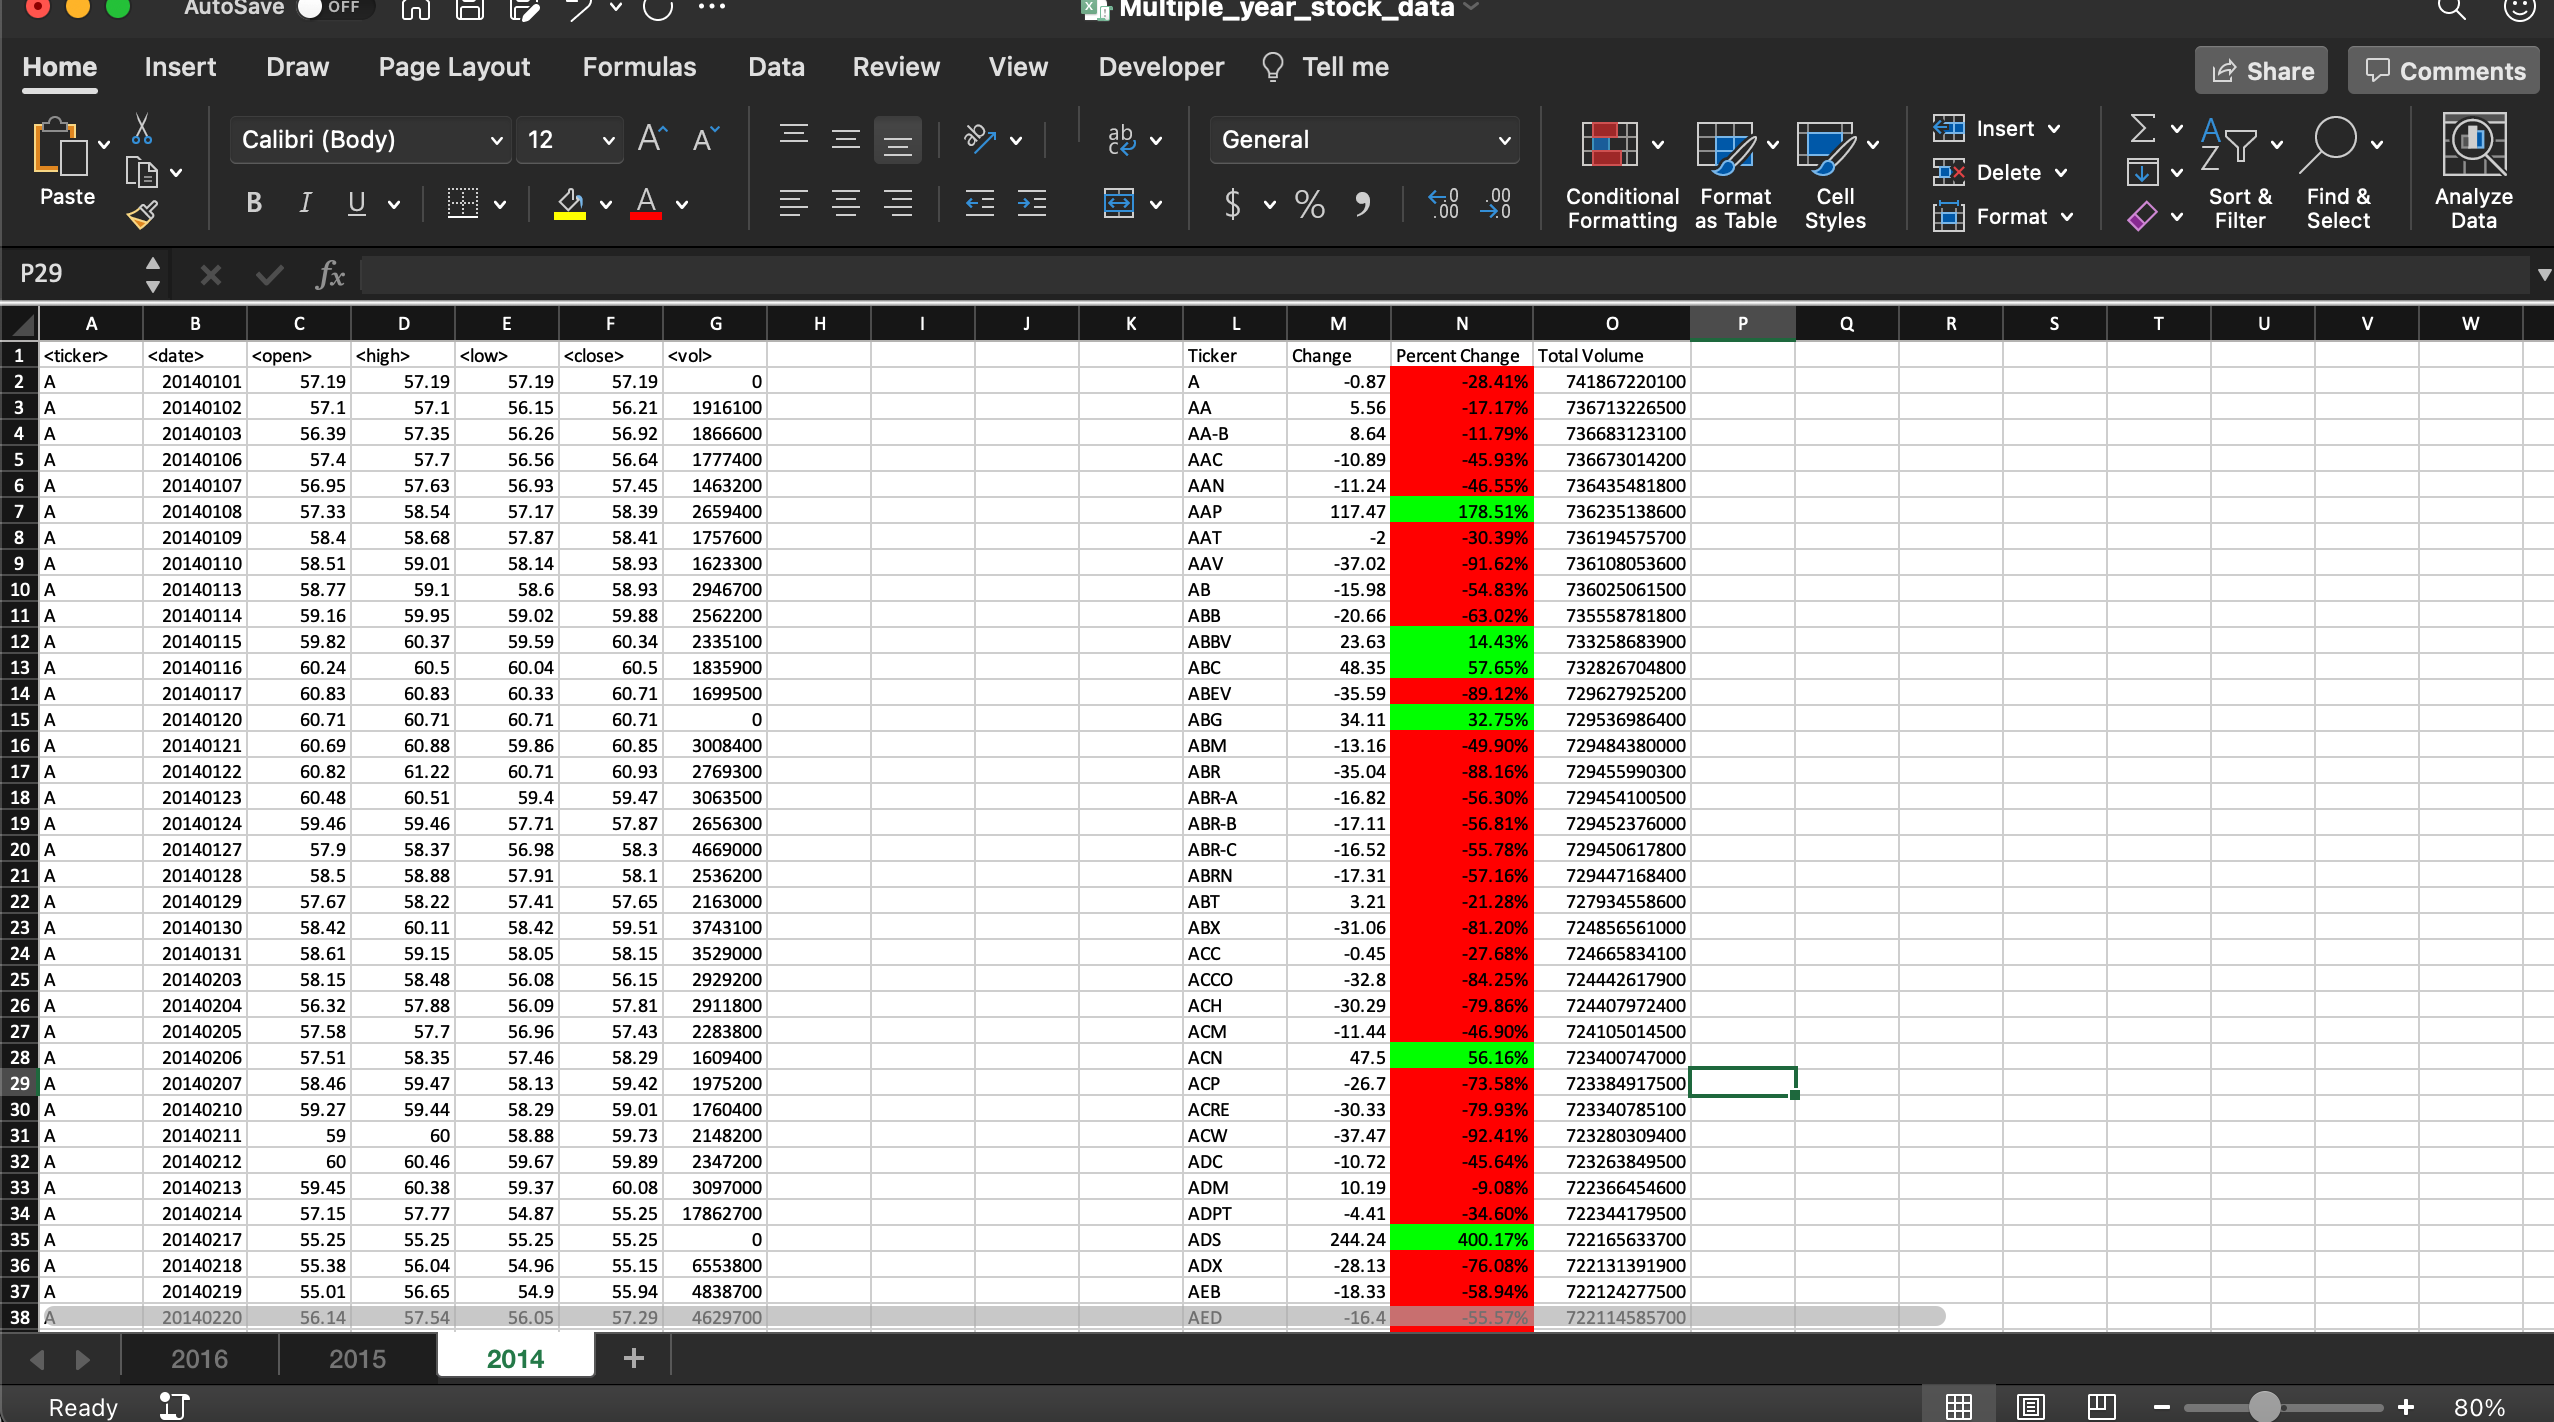 AutoSave OFF Multiple_year_stock_data
Home Insert Draw Page Layout Formulas Data Review View Developer Tell me Share Comments
Paste Calibri (Body) 12 General Conditional Formatting Format as Table Cell Styles Insert Delete Format Sort & Filter Find & Select Analyze Data
P29 fx
A B C D E F G H I J K L M N O P Q R S T U V W
1 <ticker> <date> <open> <high> <low> <close> <vol> Ticker Change Percent Change Total Volume
2 A 20140101 57.19 57.19 57.19 57.19 0 A -0.87 -28.41% 741867220100
3 A 20140102 57.1 57.1 56.15 56.21 1916100 AA 5.56 -17.17% 736713226500
4 A 20140103 56.39 57.35 56.26 56.92 1866600 AA-B 8.64 -11.79% 736683123100
5 A 20140106 57.4 57.7 56.56 56.64 1777400 AAC -10.89 -45.93% 736673014200
6 A 20140107 56.95 57.63 56.93 57.45 1463200 AAN -11.24 -46.55% 736435481800
7 A 20140108 57.33 58.54 57.17 58.39 2659400 AAP 117.47 178.51% 736235138600
8 A 20140109 58.4 58.68 57.87 58.41 1757600 AAT -2 -30.39% 736194575700
9 A 20140110 58.51 59.01 58.14 58.93 1623300 AAV -37.02 -91.62% 736108053600
10 A 20140113 58.77 59.1 58.6 58.93 2946700 AB -15.98 -54.83% 736025061500
11 A 20140114 59.16 59.95 59.02 59.88 2562200 ABB -20.66 -63.02% 735558781800
12 A 20140115 59.82 60.37 59.59 60.34 2335100 ABBV 23.63 14.43% 733258683900
13 A 20140116 60.24 60.5 60.04 60.5 1835900 ABC 48.35 57.65% 732826704800
14 A 20140117 60.83 60.83 60.33 60.71 1699500 ABEV -35.59 -89.12% 729627925200
15 A 20140120 60.71 60.71 60.71 60.71 0 ABG 34.11 32.75% 729536986400
16 A 20140121 60.69 60.88 59.86 60.85 3008400 ABM -13.16 -49.90% 729484380000
17 A 20140122 60.82 61.22 60.71 60.93 2769300 ABR -35.04 -88.16% 729455990300
18 A 20140123 60.48 60.51 59.4 59.47 3063500 ABR-A -16.82 -56.30% 729454100500
19 A 20140124 59.46 59.46 57.71 57.87 2656300 ABR-B -17.11 -56.81% 729452376000
20 A 20140127 57.9 58.37 56.98 58.3 4669000 ABR-C -16.52 -55.78% 729450617800
21 A 20140128 58.5 58.88 57.91 58.1 2536200 ABRN -17.31 -57.16% 729447168400
22 A 20140129 57.67 58.22 57.41 57.65 2163000 ABT 3.21 -21.28% 727934558600
23 A 20140130 58.42 60.11 58.42 59.51 3743100 ABX -31.06 -81.20% 724856561000
24 A 20140131 58.61 59.15 58.05 58.15 3529000 ACC -0.45 -27.68% 724665834100
25 A 20140203 58.15 58.48 56.08 56.15 2929200 ACCO -32.8 -84.25% 724442617900
26 A 20140204 56.32 57.88 56.09 57.81 2911800 ACH -30.29 -79.86% 724407972400
27 A 20140205 57.58 57.7 56.96 57.43 2283800 ACM -11.44 -46.90% 724105014500
28 A 20140206 57.51 58.35 57.46 58.29 1609400 ACN 47.5 56.16% 723400747000
29 A 20140207 58.46 59.47 58.13 59.42 1975200 ACP -26.7 -73.58% 723384917500
30 A 20140210 59.27 59.44 58.29 59.01 1760400 ACRE -30.33 -79.93% 723340785100
31 A 20140211 59 60 58.88 59.73 2148200 ACW -37.47 -92.41% 723280309400
32 A 20140212 60 60.46 59.67 59.89 2347200 ADC -10.72 -45.64% 723263849500
33 A 20140213 59.45 60.38 59.37 60.08 3097000 ADM 10.19 -9.08% 722366454600
34 A 20140214 57.15 57.77 54.87 55.25 17862700 ADPT -4.41 -34.60% 722344179500
35 A 20140217 55.25 55.25 55.25 55.25 0 ADS 244.24 400.17% 722165633700
36 A 20140218 55.38 56.04 54.96 55.15 6553800 ADX -28.13 -76.08% 722131391900
37 A 20140219 55.01 56.65 54.9 55.94 4838700 AEB -18.33 -58.94% 722124277500
38 A 20140220 56.14 57.54 56.05 57.29 4629700 AED -16.4 -55.57% 722114585700
2016 2015 2014 +
Ready 80%